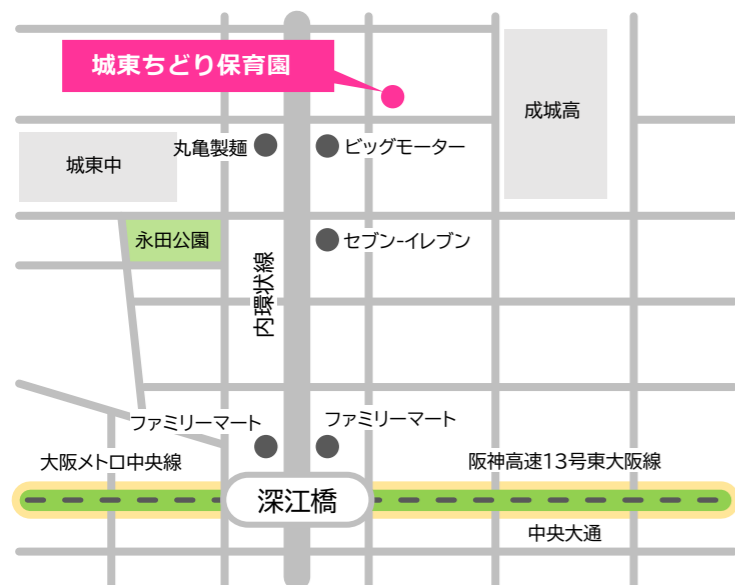 城東ちどり保育園
成城高
丸亀製麺
ビッグモーター
城東中
永田公園
セブン-イレブン
内環状線
ファミリーマート
ファミリーマート
大阪メトロ中央線
阪神高速13号東大阪線
深江橋
中央大通